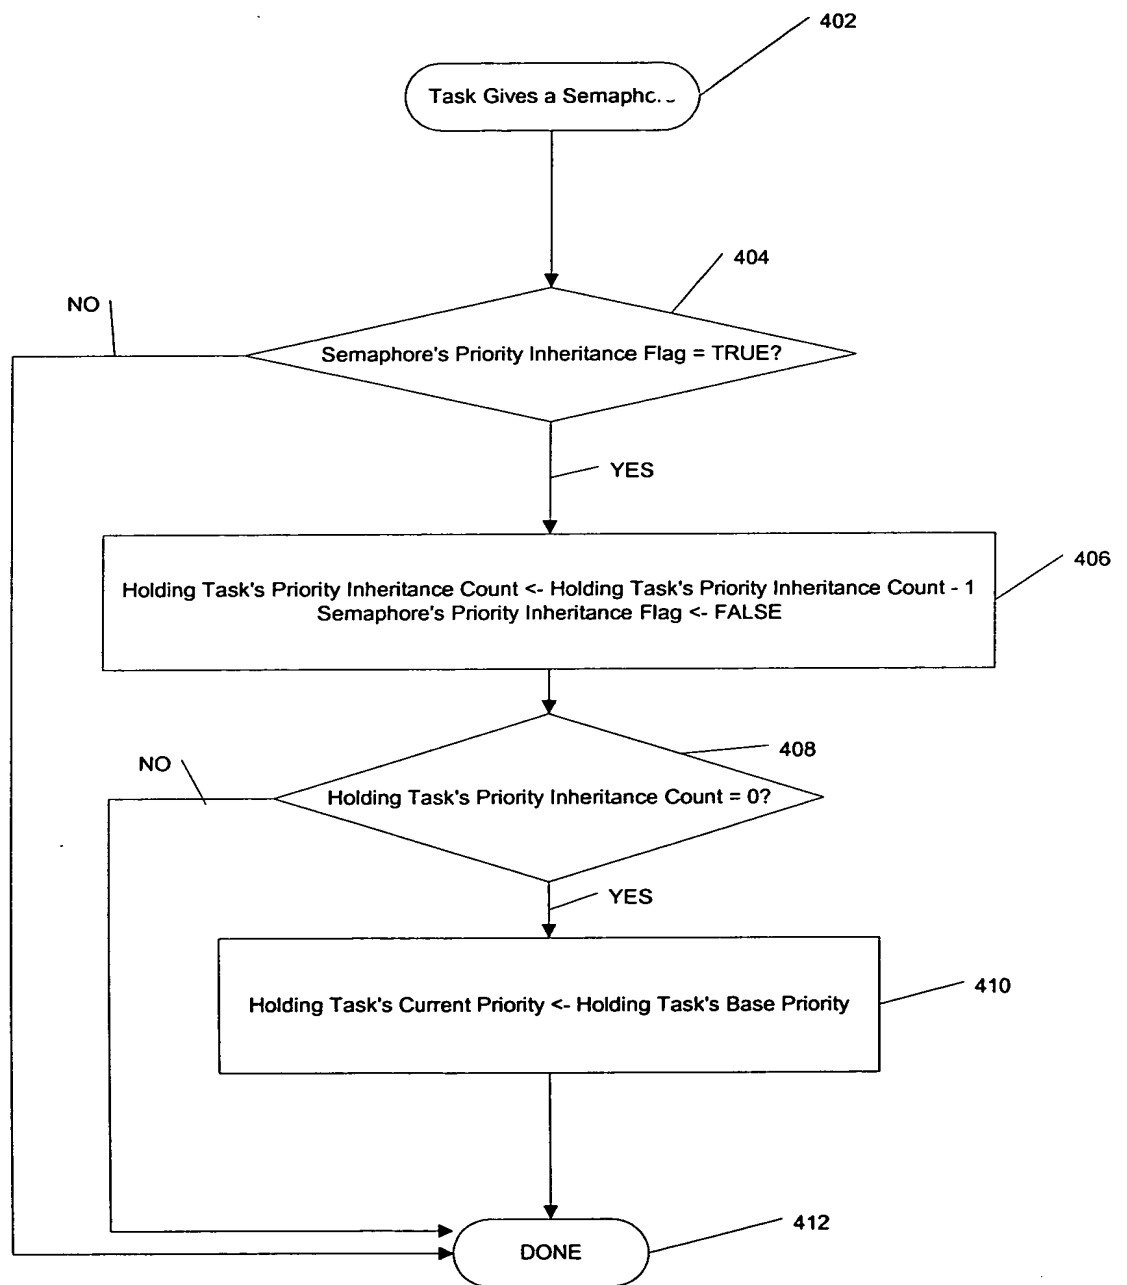 402
Task Gives a
404
NO
Semaphore's Priority Inheritance Flag = TRUE?
YES
406
Holding Task's Priority Inheritance Count <- Holding Task's Priority Inheritance Count - 1
Semaphore's Priority Inheritance Flag <- FALSE
408
NO
Holding Task's Priority Inheritance Count = 0?
YES
410
Holding Task's Current Priority <- Holding Task's Base Priority
412
DONE